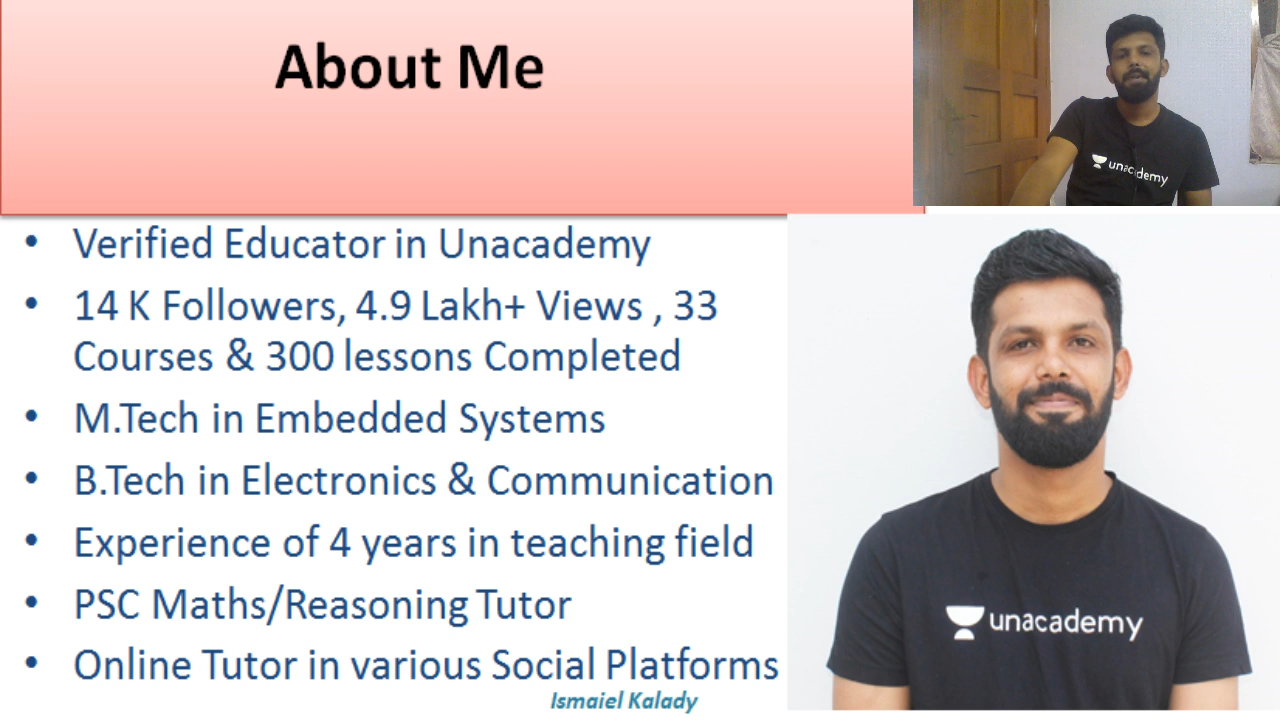 About Me
unacademy
• Verified Educator in Unacademy
• 14 K Followers, 4.9 Lakh+ Views , 33
Courses & 300 lessons Completed
• M.Tech in Embedded Systems
• B.Tech in Electronics & Communication
• Experience of 4 years in teaching field
• PSC Maths/Reasoning Tutor
• Online Tutor in various Social Platforms
unacademy
Ismaiel Kalady